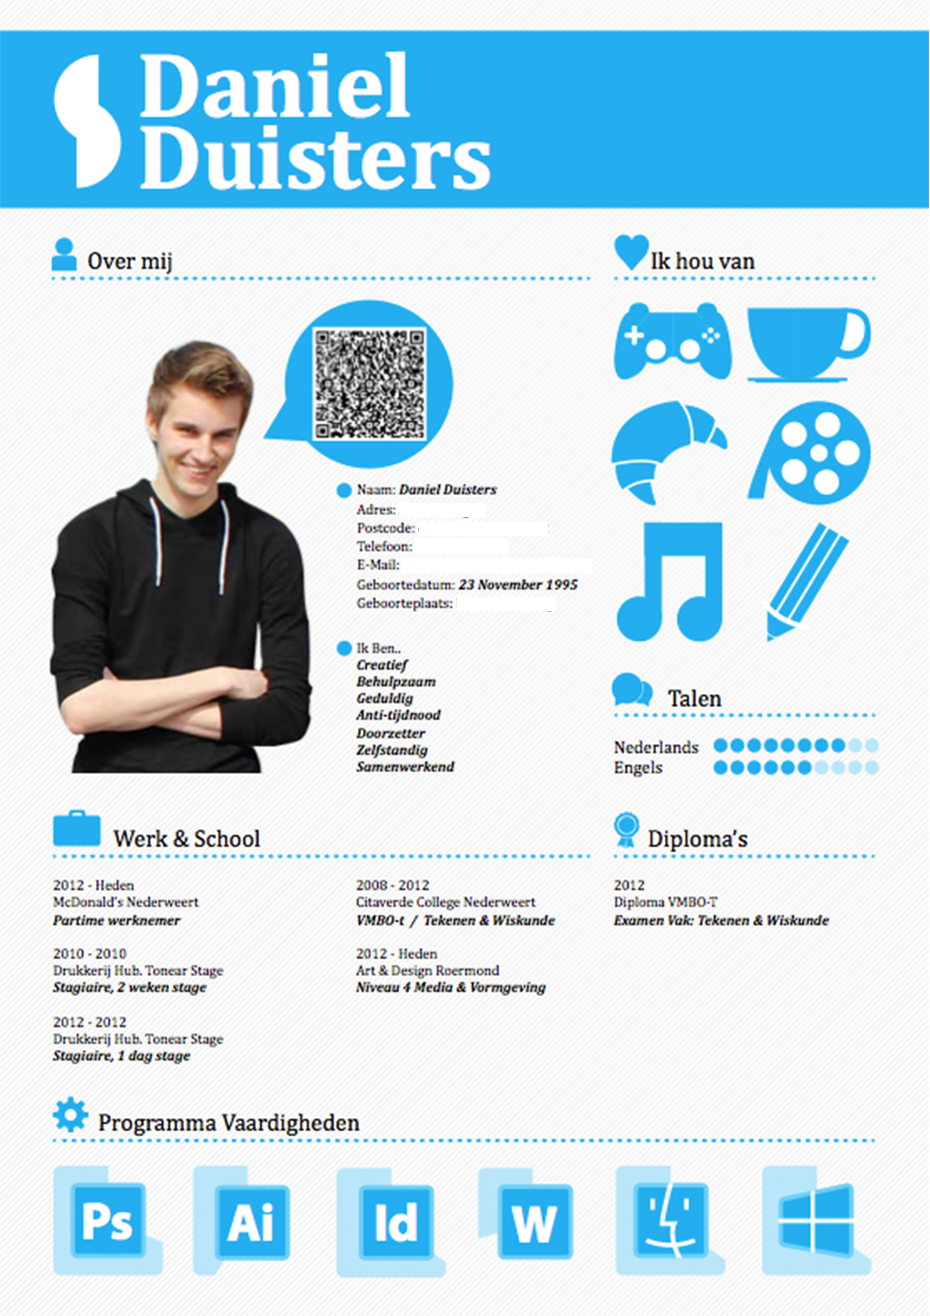 Daniel
Duisters
Over mij
Naam: Daniel Duisters
Adres:
Postcode:
Telefoon:
E-Mail:
Geboortedatum: 23 November 1995
Geboorteplaats:
Ik Ben..
Creatief
Behulpzaam
Geduldig
Anti-tijdnood
Doorzetter
Zelfstandig
Samenwerkend
Ik hou van
Talen
Nederlands
Engels
Werk & School
2012 - Heden
McDonald's Nederweert
Partime werknemer
2010 - 2010
Drukkerij Hub. Tonear Stage
Stagiaire, 2 weken stage
2012 - 2012
Drukkerij Hub. Tonear Stage
Stagiaire, 1 dag stage
2008 - 2012
Citaverde College Nederweert
VMBO-t / Tekenen & Wiskunde
2012 - Heden
Art & Design Roermond
Niveau 4 Media & Vormgeving
Diploma's
2012
Diploma VMBO-T
Examen Vak: Tekenen & Wiskunde
Programma Vaardigheden
Ps
Ai
Id
W